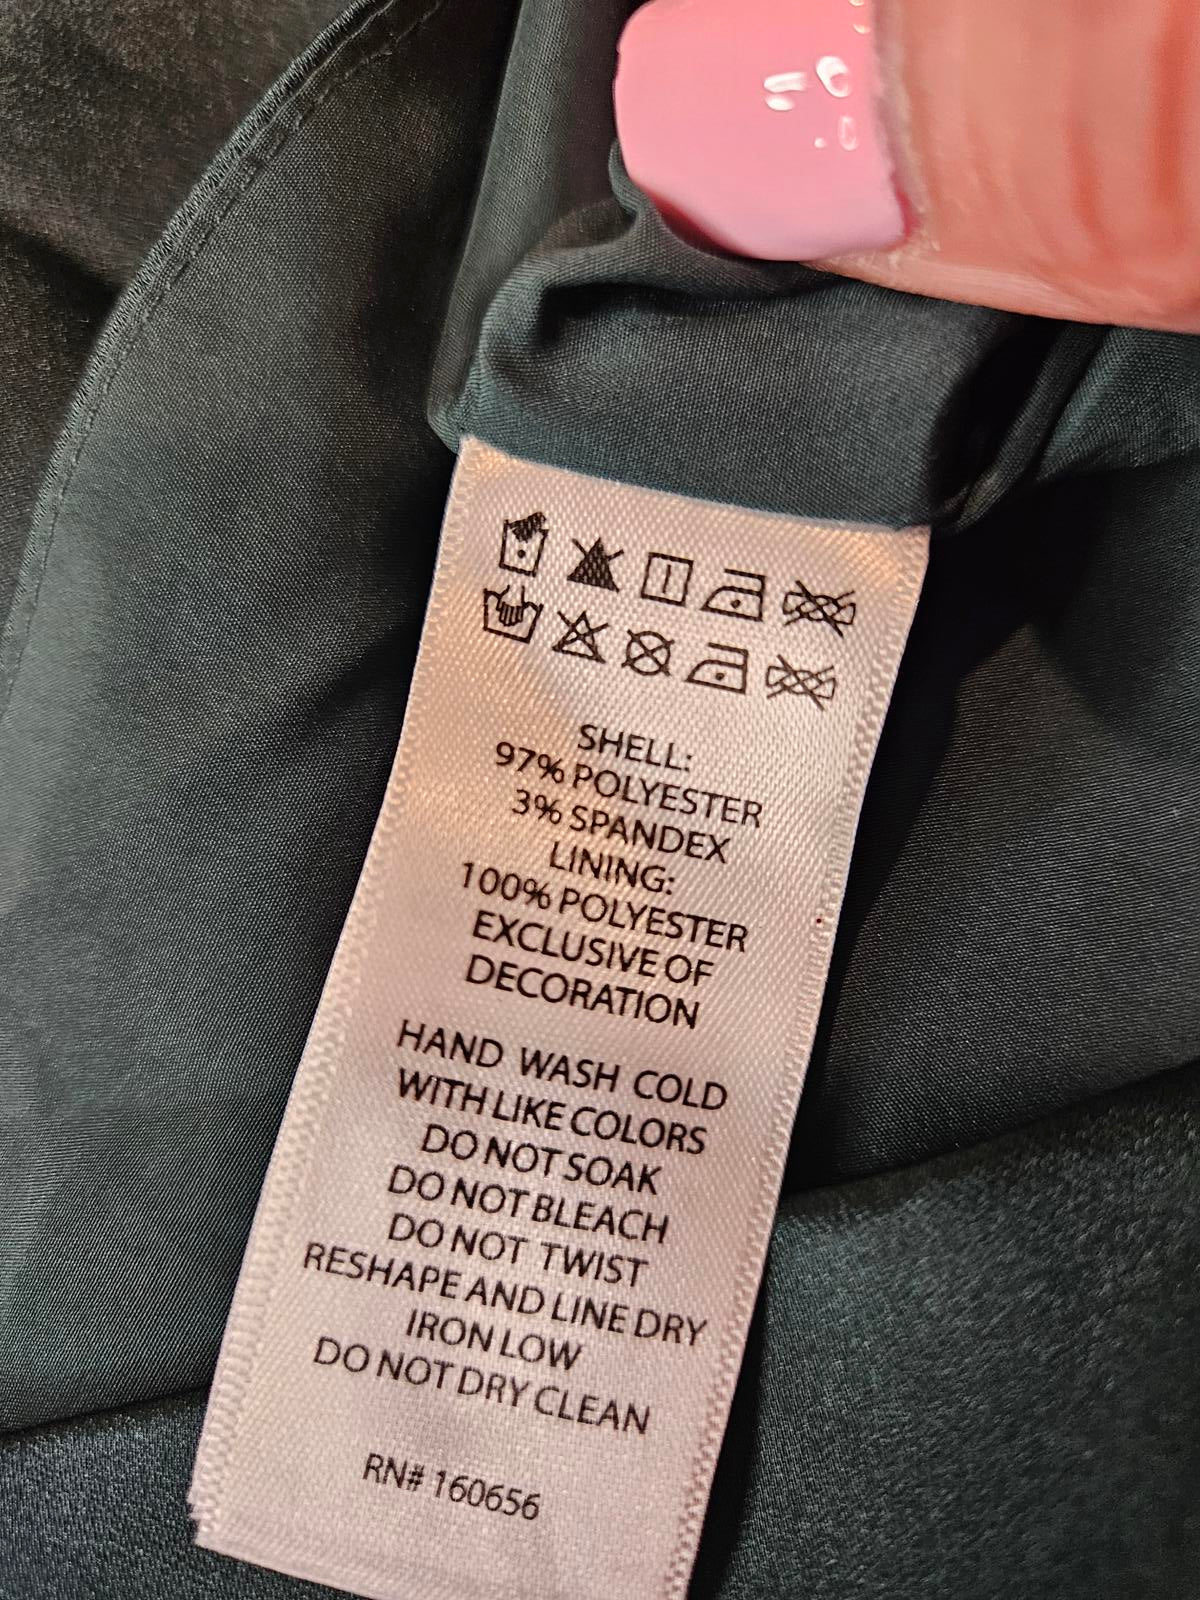 SHELL:
97% POLYESTER
3% SPANDEX
LINING:
100% POLYESTER
EXCLUSIVE OF
DECORATION
HAND WASH COLD
WITH LIKE COLORS
DO NOT SOAK
DO NOT BLEACH
DO NOT TWIST
RESHAPE AND LINE DRY
IRON LOW
DO NOT DRY CLEAN
RN# 160656